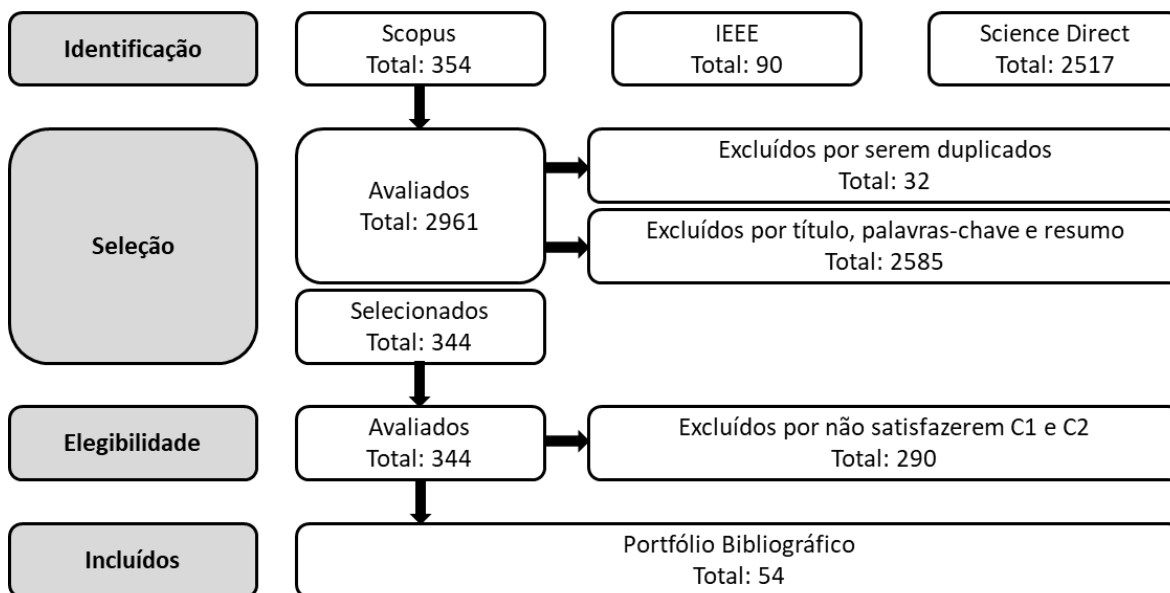 Identificação
Scopus
Total: 354
IEEE
Total: 90
Science Direct
Total: 2517
Seleção
Avaliados
Total: 2961
Excluídos por serem duplicados
Total: 32
Excluídos por título, palavras-chave e resumo
Total: 2585
Selecionados
Total: 344
Elegibilidade
Avaliados
Total: 344
Excluídos por não satisfazerem C1 e C2
Total: 290
Incluídos
Portfólio Bibliográfico
Total: 54